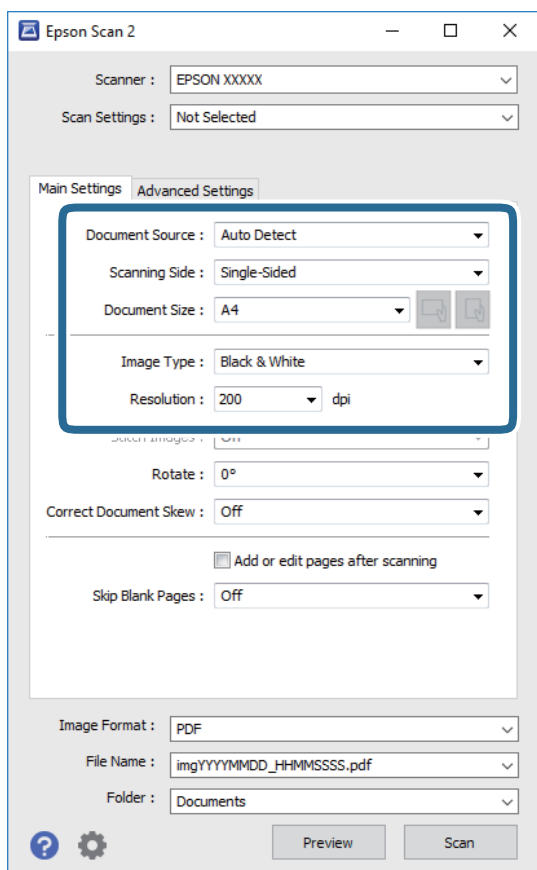 Epson Scan 2
Scanner : EPSON XXXXX
Scan Settings : Not Selected
Main Settings Advanced Settings
Document Source : Auto Detect
Scanning Side : Single-Sided
Document Size : A4
Image Type : Black & White
Resolution : 200 dpi
Stitch Images : Off
Rotate : 0°
Correct Document Skew : Off
Add or edit pages after scanning
Skip Blank Pages : Off
Image Format : PDF
File Name : imgYYYYMMDD_HHMMSSSS.pdf
Folder : Documents
? Preview Scan